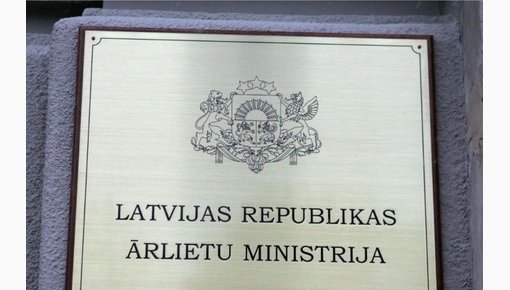 LATVIJAS REPUBLIKAS
ĀRLIETU MINISTRIJA